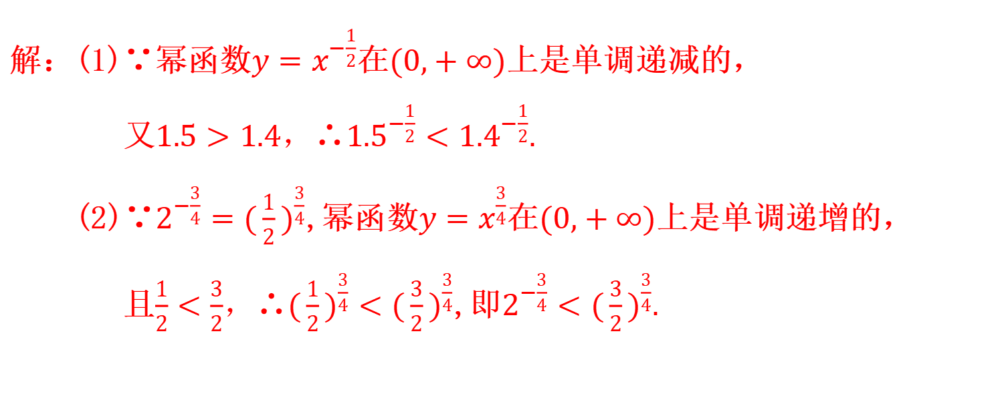 解：(1)∵幂函数$y=x^{-\frac{1}{2}}$在$(0,+\infty)$上是单调递减的，
又$1.5>1.4$，∴$1.5^{-\frac{1}{2}}<1.4^{-\frac{1}{2}}$.
(2)∵$2^{-\frac{3}{4}}=(\frac{1}{2})^{\frac{3}{4}}$,幂函数$y=x^{\frac{3}{4}}$在$(0,+\infty)$上是单调递增的，
且$\frac{1}{2}<\frac{3}{2}$，∴$(\frac{1}{2})^{\frac{3}{4}}<(\frac{3}{2})^{\frac{3}{4}}$,即$2^{-\frac{3}{4}}<(\frac{3}{2})^{\frac{3}{4}}$.